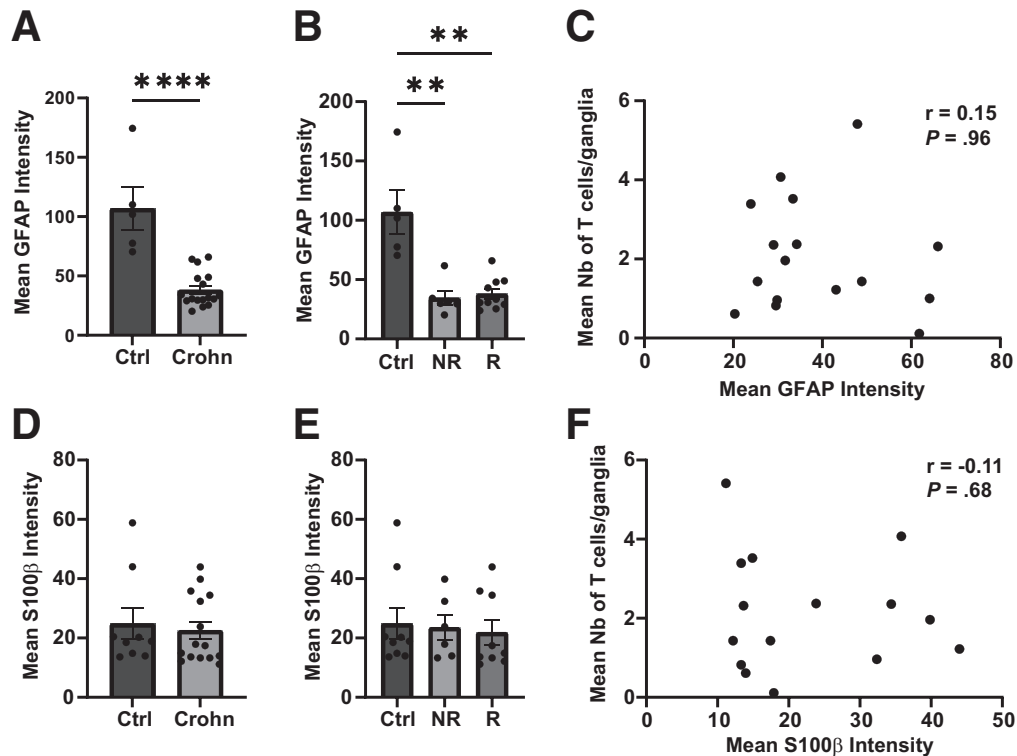 A
Mean GFAP Intensity
200
150
100
50
0
****
Ctrl Crohn
B
Mean GFAP Intensity
200
150
100
50
0
**
**
Ctrl NR R
C
Mean Nb of T cells/ganglia
6
4
2
0
r = 0.15
P = .96
0 20 40 60 80
Mean GFAP Intensity
D
Mean S100β Intensity
80
60
40
20
0
Ctrl Crohn
E
Mean S100β Intensity
80
60
40
20
0
Ctrl NR R
F
Mean Nb of T cells/ganglia
6
4
2
0
r = -0.11
P = .68
0 10 20 30 40 50
Mean S100β Intensity